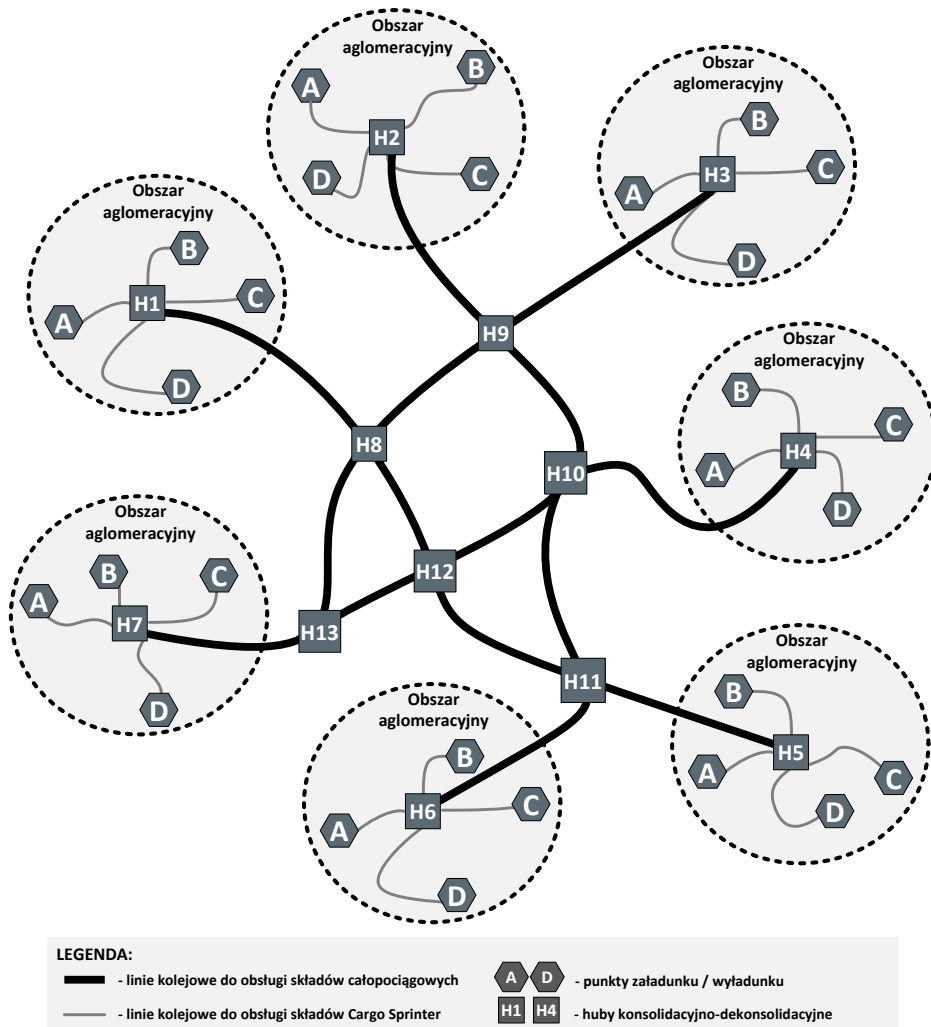 Obszar
aglomeracyjny
A
B
H2
D
C
Obszar
aglomeracyjny
B
H3
A
C
D
Obszar
aglomeracyjny
B
H1
C
A
D
H9
Obszar
aglomeracyjny
B
C
H4
A
D
H8
H10
Obszar
aglomeracyjny
B
C
A
H7
D
H12
H13
H11
Obszar
aglomeracyjny
B
H5
A
C
D
Obszar
aglomeracyjny
B
H6
C
A
D
LEGENDA:
- linie kolejowe do obsługi składów całopociągowych
A D - punkty załadunku / wyładunku
- linie kolejowe do obsługi składów Cargo Sprinter
H1 H4 - huby konsolidacyjno-dekonsolidacyjne